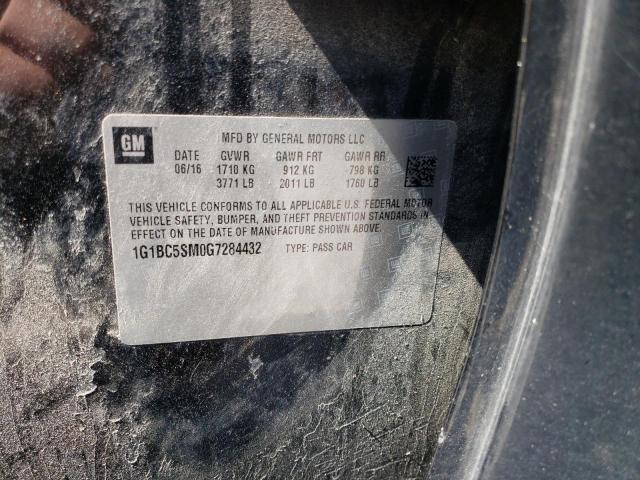 GM
MFD BY GENERAL MOTORS LLC
DATE GVWR GAWR FRT GAWR RR
06/16 1710 KG 912 KG 798 KG
3771 LB 2011 LB 1760 LB
THIS VEHICLE CONFORMS TO ALL APPLICABLE U.S. FEDERAL MOTOR
VEHICLE SAFETY, BUMPER, AND THEFT PREVENTION STANDARDS IN
EFFECT ON THE DATE OF MANUFACTURE SHOWN ABOVE.
1G1BC5SM0G7284432 TYPE: PASS CAR